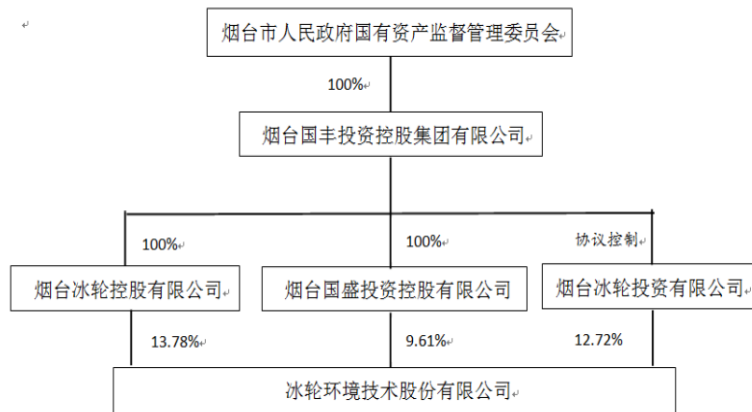 烟台市人民政府国有资产监督管理委员会
100%
烟台国丰投资控股集团有限公司
100%
100%
协议控制
烟台冰轮控股有限公司
烟台国盛投资控股有限公司
烟台冰轮投资有限公司
13.78%
9.61%
12.72%
冰轮环境技术股份有限公司